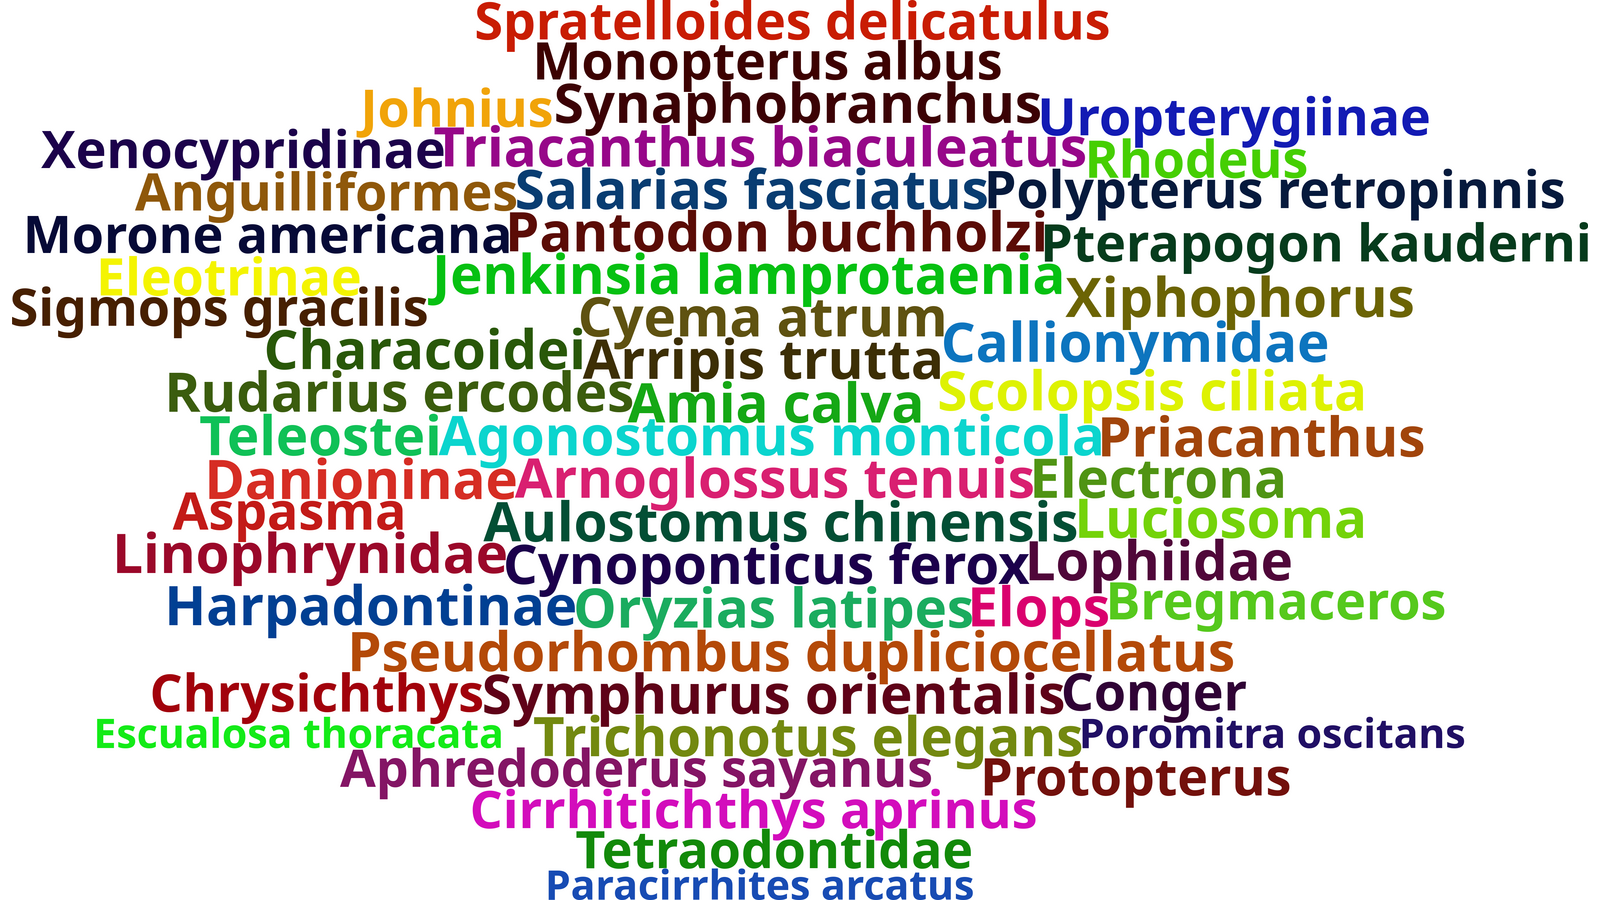 Spratelloides delicatulus
Monopterus albus
Johnius Synaphobranchus Uropterygiinae
Xenocypridinae Triacanthus biaculeatus Rhodeus
Anguilliformes Salarias fasciatus Polypterus retropinnis
Morone americana Pantodon buchholzi Pterapogon kauderni
Eleotrinae Jenkinsia lamprotaenia Xiphophorus
Sigmops gracilis Cyema atrum Callionymidae
Characoidei Arripis trutta
Rudarius ercodes Amia calva Scolopsis ciliata
Teleostei Agonostomus monticola Priacanthus
Danioninae Arnoglossus tenuis Electrona
Aspasma Aulostomus chinensis Luciosoma
Linophrynidae Cynoponticus ferox Lophiidae
Harpadontinae Oryzias latipes Elops Bregmaceros
Pseudorhombus dupliciocellatus
Chrysichthys Symphurus orientalis Conger
Escualosa thoracata Trichonotus elegans Poromitra oscitans
Aphredoderus sayanus Protopterus
Cirrhitichthys aprinus
Tetraodontidae
Paracirrhites arcatus